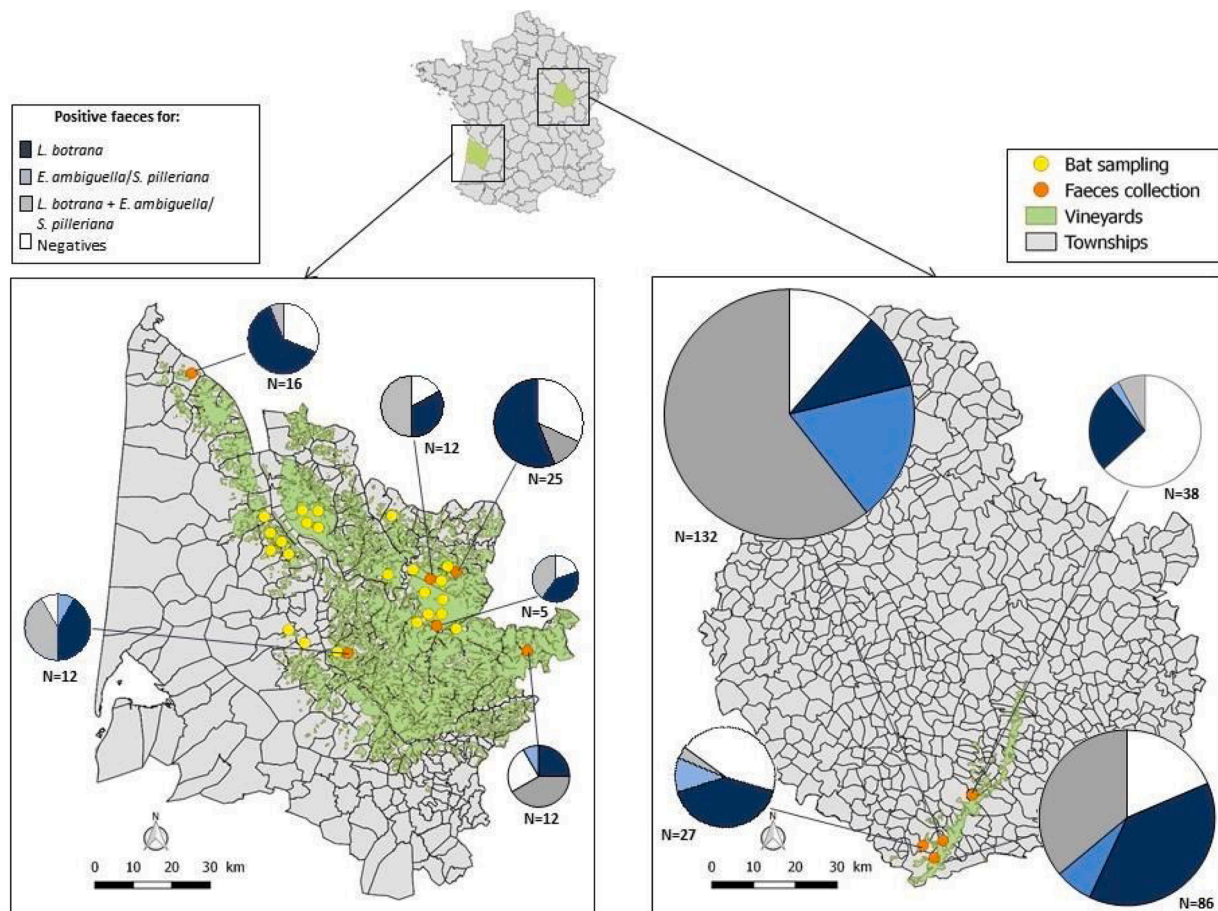 Positive faeces for:
L. botrana
E. ambiguella/S. pilleriana
L. botrana + E. ambiguella/
S. pilleriana
Negatives
Bat sampling
Faeces collection
Vineyards
Townships
N=16
N=12
N=25
N=5
N=12
N=12
N
0 10 20 30 km
N=132
N=38
N=27
N
0 10 20 30 km
N=86